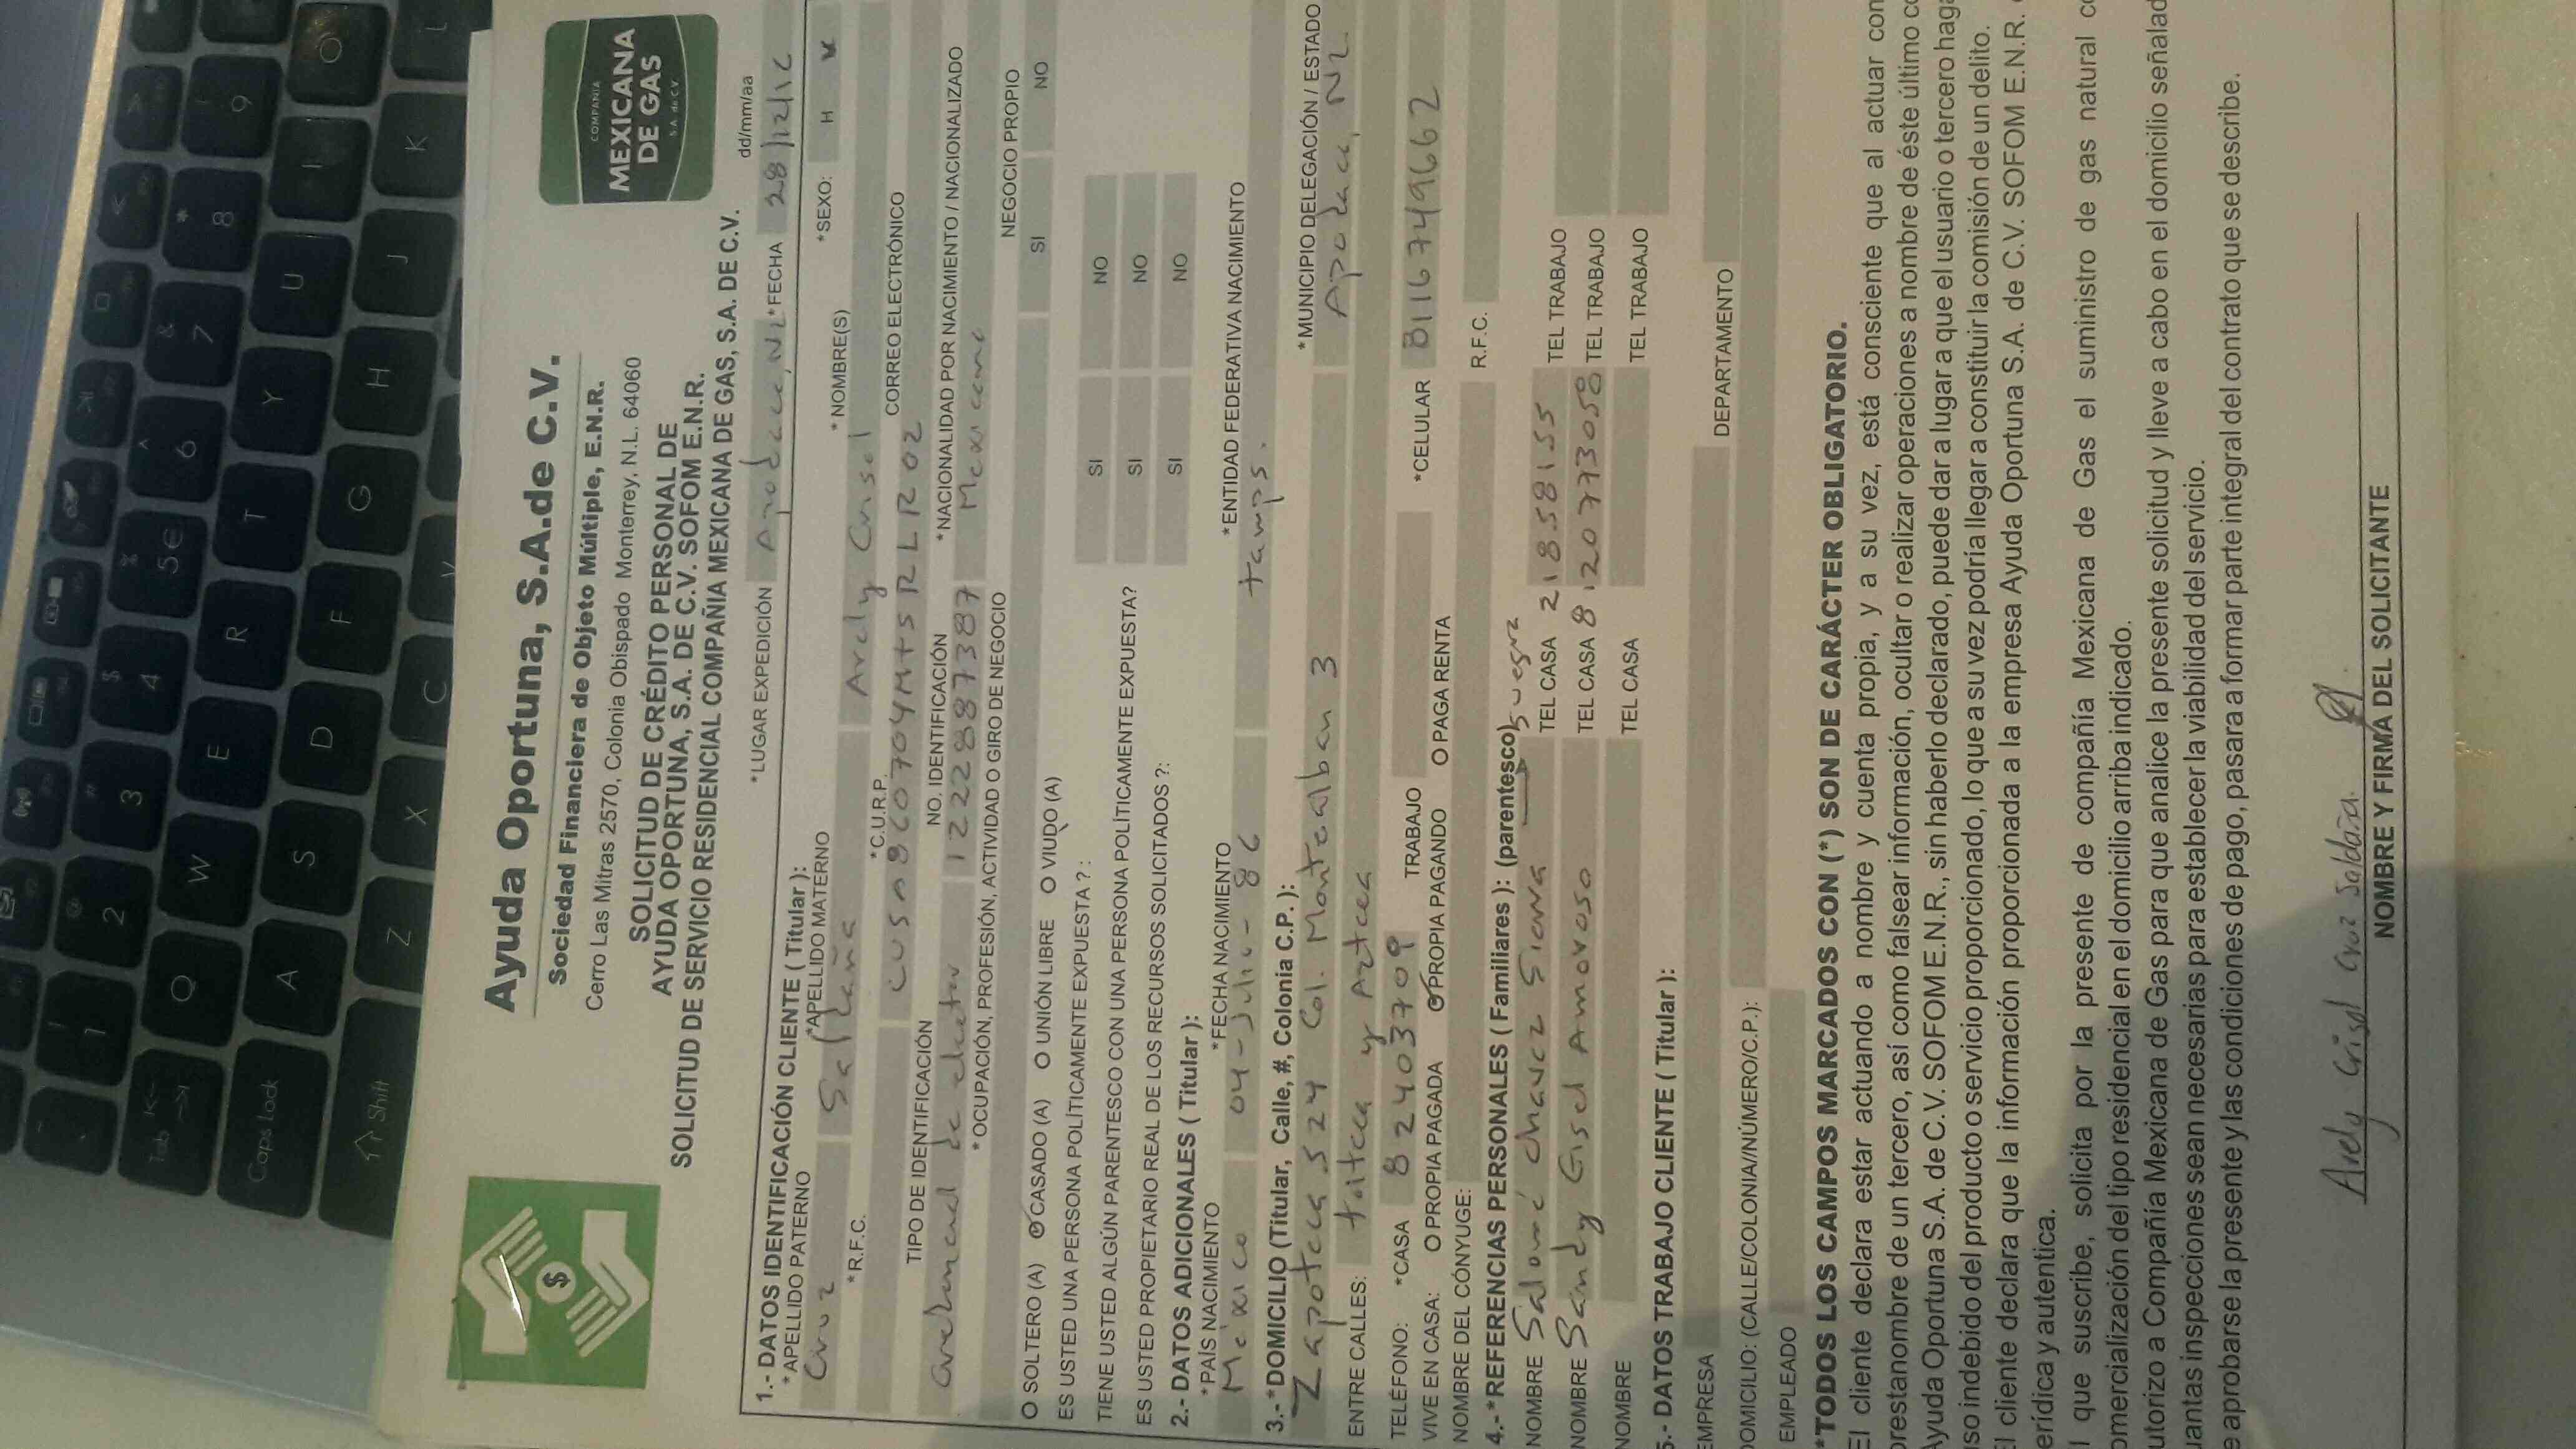 Ayuda Oportuna, S.A.de C.V.
Sociedad Financiera de Objeto Múltiple, E.N.R.
Cerro Las Mitras 2570, Colonia Obispado Monterrey, N.L. 64060
COMPAÑIA
MEXICANA
DE GAS
S.A. de C.V.
SOLICITUD DE CRÉDITO PERSONAL DE
AYUDA OPORTUNA, S.A. DE C.V. SOFOM E.N.R.
SOLICITUD DE SERVICIO RESIDENCIAL COMPAÑIA MEXICANA DE GAS, S.A. DE C.V.
dd/mm/aa
*LUGAR EXPEDICIÓN Apodaca, NL *FECHA 28/12/16
1.- DATOS IDENTIFICACIÓN CLIENTE ( Titular ):
*APELLIDO PATERNO *APELLIDO MATERNO *NOMBRE(S) *SEXO: H
Cruz Saldaña Arely Crisol
*R.F.C. *C.U.R.P. CORREO ELECTRÓNICO
TIPO DE IDENTIFICACIÓN NO. IDENTIFICACIÓN *NACIONALIDAD POR NACIMIENTO / NACIONALIZADO
credencial de elector 1222887387 Mexicana
*OCUPACIÓN, PROFESIÓN, ACTIVIDAD O GIRO DE NEGOCIO NEGOCIO PROPIO
SI NO
O SOLTERO (A) O CASADO (A) O UNIÓN LIBRE O VIUDO (A)
ES USTED UNA PERSONA POLÍTICAMENTE EXPUESTA ? :
TIENE USTED ALGÚN PARENTESCO CON UNA PERSONA POLÍTICAMENTE EXPUESTA? SI NO
ES USTED PROPIETARIO REAL DE LOS RECURSOS SOLICITADOS ?: SI NO
SI NO
2.- DATOS ADICIONALES ( Titular ):
*PAÍS NACIMIENTO *FECHA NACIMIENTO *ENTIDAD FEDERATIVA NACIMIENTO
México 04-Julio-86 tamps.
3.- *DOMICILIO (Titular, Calle, #, Colonia C.P. ): *MUNICIPIO DELEGACIÓN / ESTADO
Zapoteca 524 Col. Montealban 3 Apodaca, NL.
ENTRE CALLES: tolteca y Azteca
TELÉFONO: *CASA 82403709 TRABAJO *CELULAR 8116749662
VIVE EN CASA: O PROPIA PAGADA O PROPIA PAGANDO O PAGA RENTA
NOMBRE DEL CÓNYUGE: R.F.C.
4.-*REFERENCIAS PERSONALES ( Familiares ): (parentesco) suegra
NOMBRE Salomé Chavez Sierra TEL CASA 21858155 TEL TRABAJO
NOMBRE Sandy Gisel Amoroso TEL CASA 8120773058 TEL TRABAJO
NOMBRE TEL CASA TEL TRABAJO
5.- DATOS TRABAJO CLIENTE ( Titular ):
EMPRESA DEPARTAMENTO
DOMICILIO: (CALLE/COLONIA//NÚMERO/C.P.):
EMPLEADO
*TODOS LOS CAMPOS MARCADOS CON (*) SON DE CARÁCTER OBLIGATORIO.
El cliente declara estar actuando a nombre y cuenta propia, y a su vez, está consciente que al actuar com
prestanombre de un tercero, así como falsear información, ocultar o realizar operaciones a nombre de éste último co
Ayuda Oportuna S.A. de C.V. SOFOM E.N.R., sin haberlo declarado, puede dar a lugar a que el usuario o tercero haga
uso indebido del producto o servicio proporcionado, lo que a su vez podría llegar a constituir la comisión de un delito.
El cliente declara que la información proporcionada a la empresa Ayuda Oportuna S.A. de C.V. SOFOM E.N.R.
erídica y autentica.
l que suscribe, solicita por la presente de compañía Mexicana de Gas el suministro de gas natural co
omercialización del tipo residencial en el domicilio arriba indicado.
utorizo a Compañía Mexicana de Gas para que analice la presente solicitud y lleve a cabo en el domicilio señalad
uantas inspecciones sean necesarias para establecer la viabilidad del servicio.
e aprobarse la presente y las condiciones de pago, pasara a formar parte integral del contrato que se describe.
Arely Crisol Cruz Saldaña
NOMBRE Y FIRMA DEL SOLICITANTE